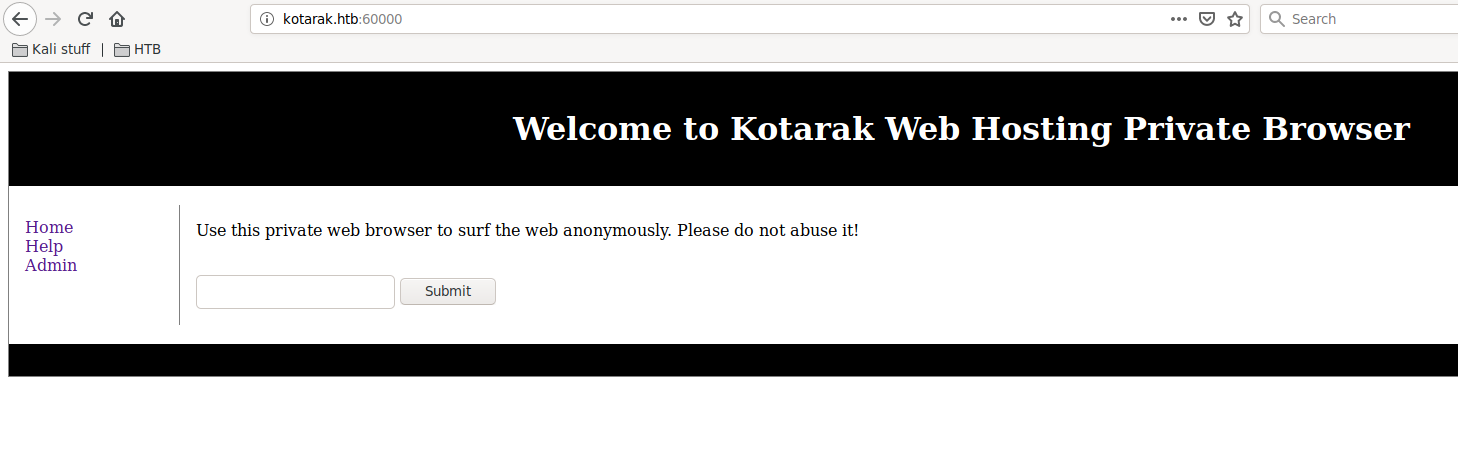 kotarak.htb:60000
Search
Kali stuff | HTB
Welcome to Kotarak Web Hosting Private Browser
Home
Help
Admin
Use this private web browser to surf the web anonymously. Please do not abuse it!
Submit